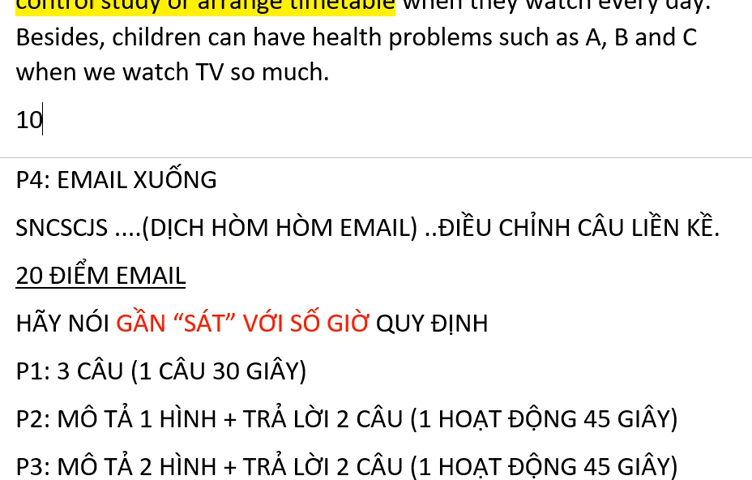 control study or arrange timetable when they watch every day.
Besides, children can have health problems such as A, B and C
when we watch TV so much.
10
P4: EMAIL XUỐNG
SNCSCJS ....(DỊCH HÒM HÒM EMAIL) ..ĐIỀU CHỈNH CÂU LIỀN KỀ.
20 ĐIỂM EMAIL
HÃY NÓI GẦN “SÁT” VỚI SỐ GIỜ QUY ĐỊNH
P1: 3 CÂU (1 CÂU 30 GIÂY)
P2: MÔ TẢ 1 HÌNH + TRẢ LỜI 2 CÂU (1 HOẠT ĐỘNG 45 GIÂY)
P3: MÔ TẢ 2 HÌNH + TRẢ LỜI 2 CÂU (1 HOẠT ĐỘNG 45 GIÂY)